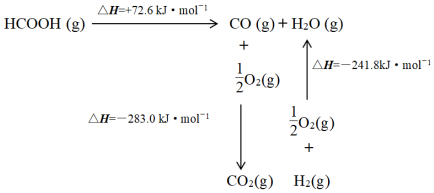 △H=+72.6 kJ·mol⁻¹
HCOOH (g) CO (g) + H₂O (g)
+
1/2O₂(g)
△H=−241.8kJ·mol⁻¹
△H=−283.0 kJ·mol⁻¹
1/2O₂(g)
+
CO₂(g) H₂(g)